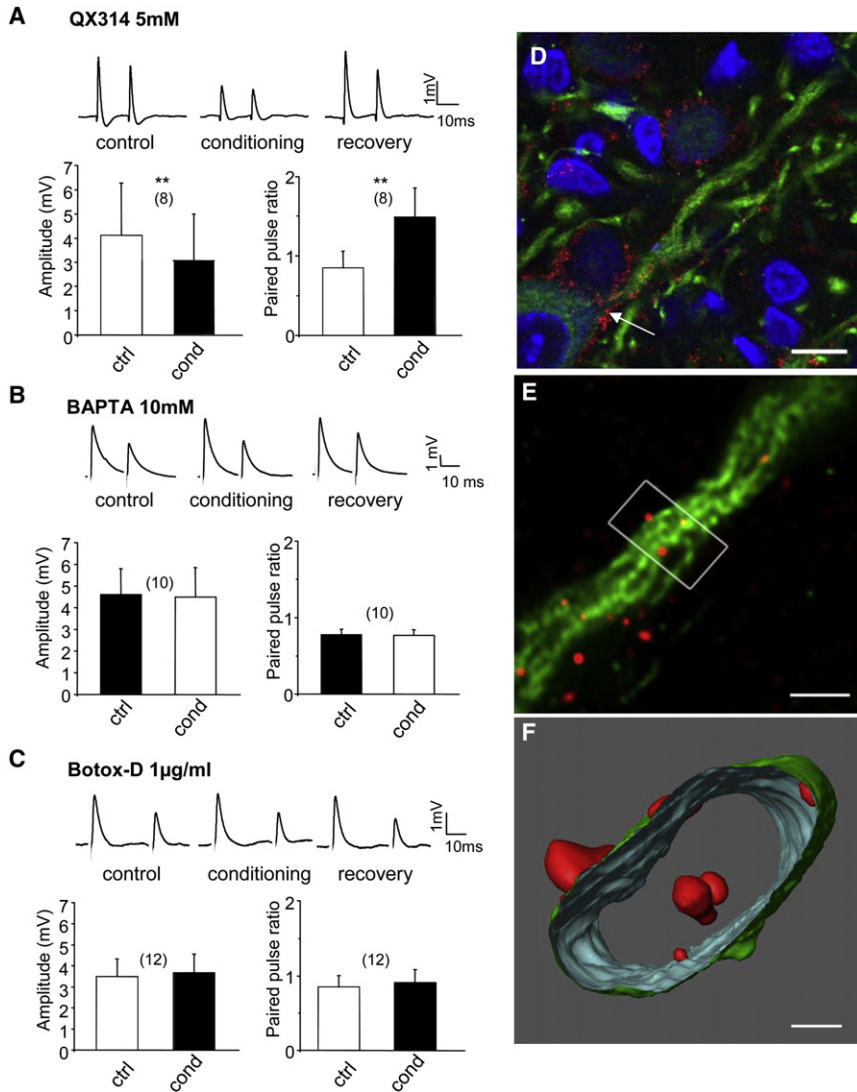 A
QX314 5mM
1mV
10ms
control conditioning recovery
Amplitude (mV)
7
6
5
4
3
2
1
0
**
(8)
ctrl cond
Paired pulse ratio
2
1
0
**
(8)
ctrl cond
B
BAPTA 10mM
1 mV
10 ms
control conditioning recovery
Amplitude (mV)
7
6
5
4
3
2
1
0
(10)
ctrl cond
Paired pulse ratio
2
1
0
(10)
ctrl cond
C
Botox-D 1µg/ml
1mV
10ms
control conditioning recovery
Amplitude (mV)
7
6
5
4
3
2
1
0
(12)
ctrl cond
Paired pulse ratio
2
1
0
(12)
ctrl cond
D
E
F